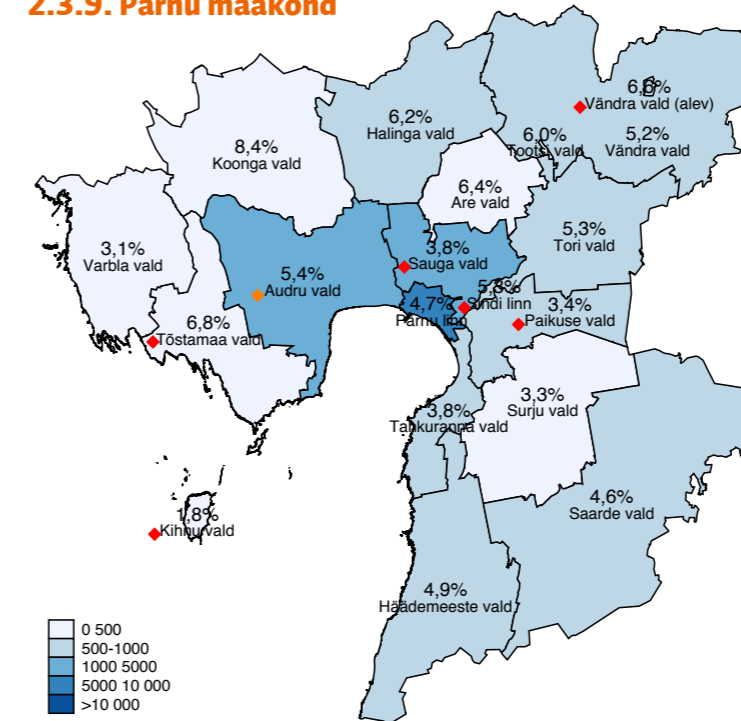 2.3.9. Pärnu maakond
6,6%
Vändra vald (alev)
6,2%
Halinga vald
6,0%
Tootsi vald
5,2%
Vändra vald
8,4%
Koonga vald
6,4%
Are vald
5,3%
Tori vald
3,1%
Varbla vald
3,8%
Sauga vald
5,4%
Audru vald
5,8%
Sindi linn
4,7%
Pärnu linn
3,4%
Paikuse vald
6,8%
Tõstamaa vald
3,3%
Surju vald
3,8%
Tahkuranna vald
4,6%
Saarde vald
1,8%
Kihnu vald
4,9%
Häädemeeste vald
0 500
500-1000
1000 5000
5000 10 000
>10 000